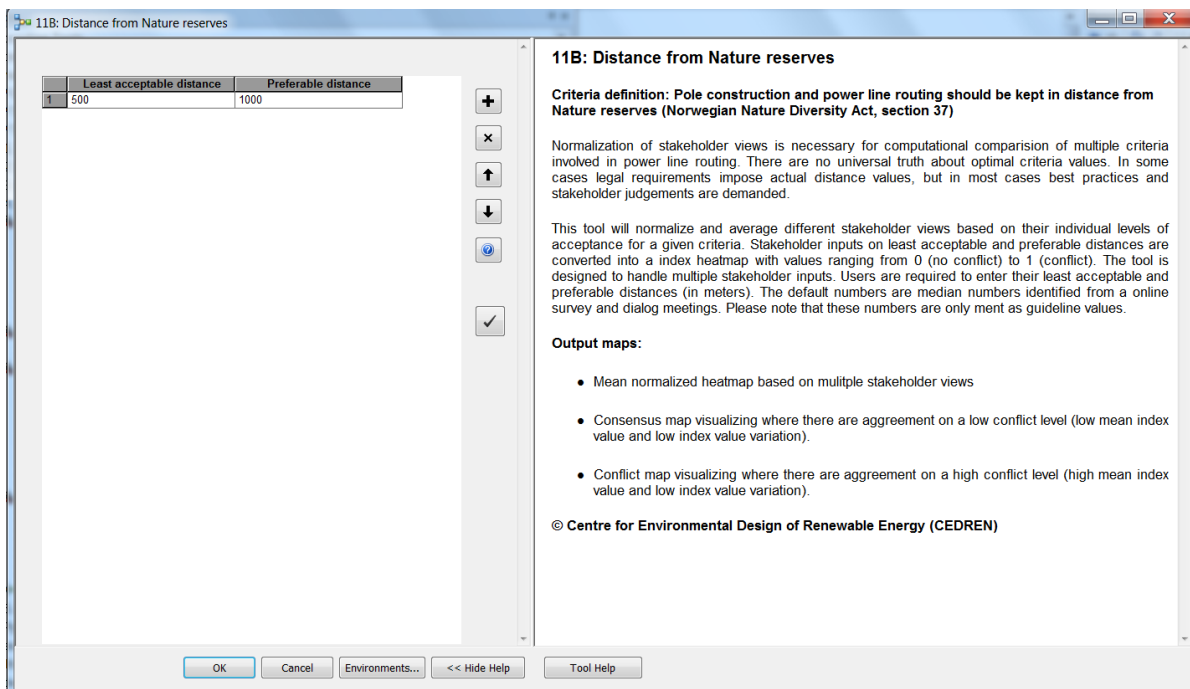 11B: Distance from Nature reserves
Least acceptable distance Preferable distance
1 500 1000
11B: Distance from Nature reserves
Criteria definition: Pole construction and power line routing should be kept in distance from
Nature reserves (Norwegian Nature Diversity Act, section 37)
Normalization of stakeholder views is necessary for computational comparision of multiple criteria
involved in power line routing. There are no universal truth about optimal criteria values. In some
cases legal requirements impose actual distance values, but in most cases best practices and
stakeholder judgements are demanded.
This tool will normalize and average different stakeholder views based on their individual levels of
acceptance for a given criteria. Stakeholder inputs on least acceptable and preferable distances are
converted into a index heatmap with values ranging from 0 (no conflict) to 1 (conflict). The tool is
designed to handle multiple stakeholder inputs. Users are required to enter their least acceptable and
preferable distances (in meters). The default numbers are median numbers identified from a online
survey and dialog meetings. Please note that these numbers are only ment as guideline values.
Output maps:
● Mean normalized heatmap based on mulitple stakeholder views
● Consensus map visualizing where there are aggreement on a low conflict level (low mean index
value and low index value variation).
● Conflict map visualizing where there are aggreement on a high conflict level (high mean index
value and low index value variation).
© Centre for Environmental Design of Renewable Energy (CEDREN)
OK Cancel Environments... << Hide Help Tool Help